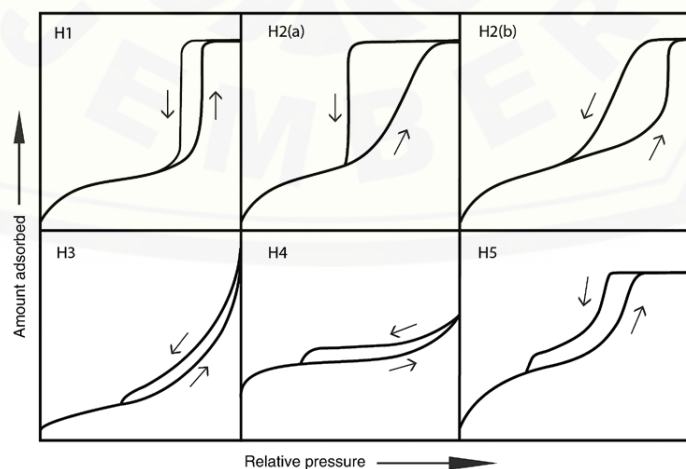 H1
H2(a)
H2(b)
H3
H4
H5
Amount adsorbed
Relative pressure